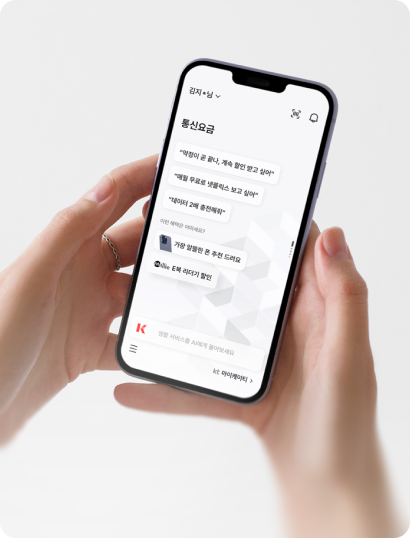 김지*님
통신요금
"약정이 곧 끝나, 계속 할인 받고 싶어"
"매월 무료로 넷플릭스 보고 싶어"
"데이터 2배 충전해줘"
이런 혜택은 어떠세요?
가장 알뜰한 폰 추천 드려요
millie E북 리더기 할인
K
앱별 서비스를 AI에게 물어보세요
kt 마이케이티